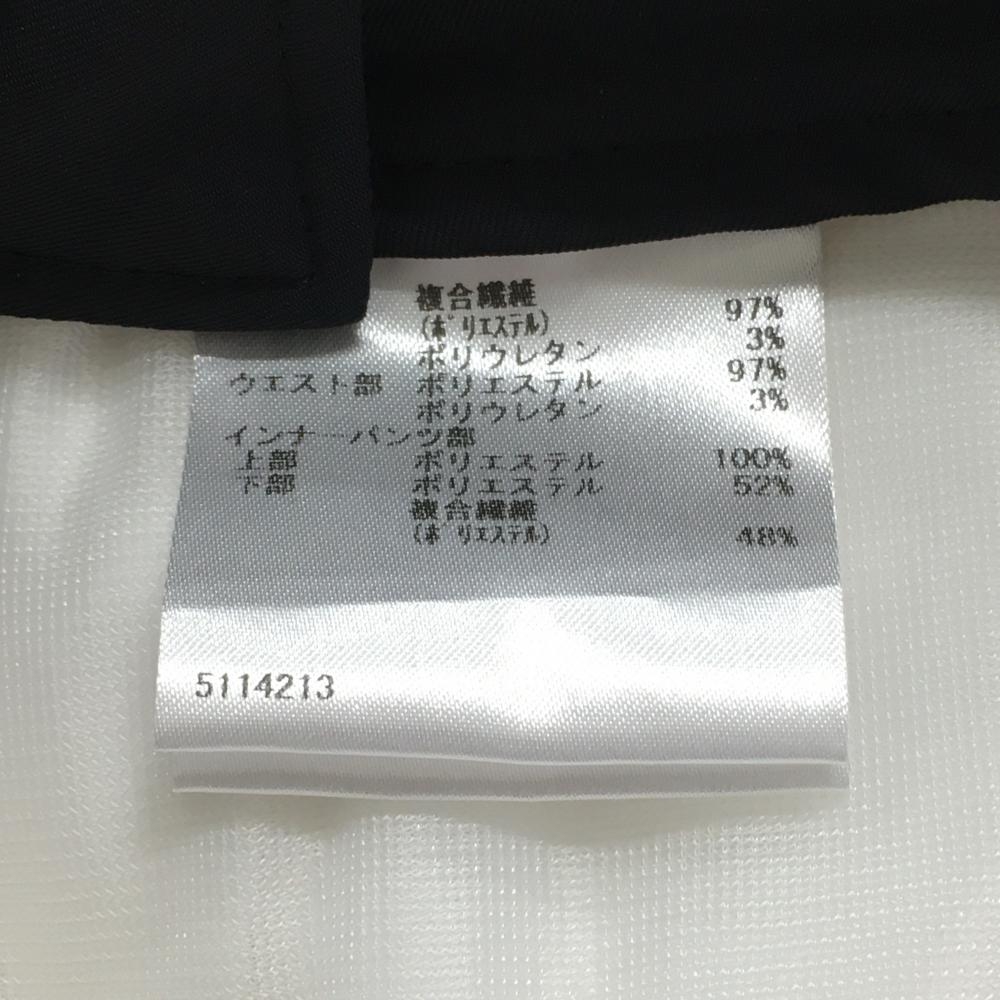 複合繊維 97%
(ポリエステル)
ポリウレタン 3%
ウエスト部 ポリエステル 97%
ポリウレタン 3%
インナーパンツ部
上部 ポリエステル 100%
下部 ポリエステル 52%
複合繊維 48%
(ポリエステル)
5114213